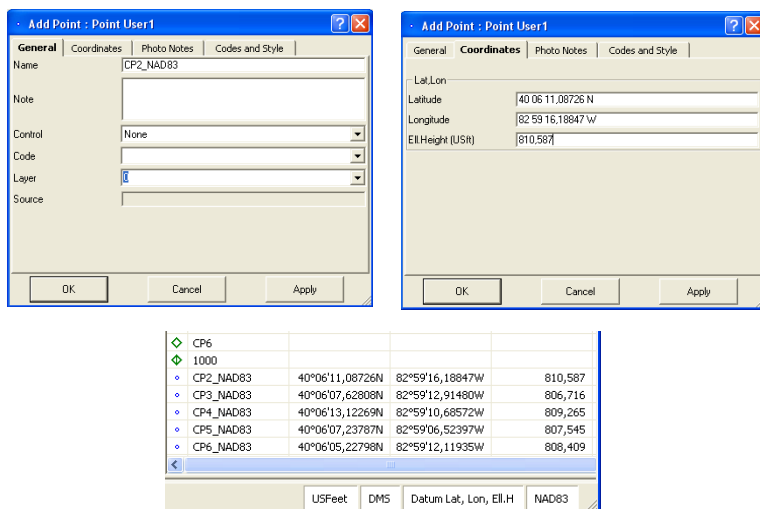 Add Point : Point User1
General Coordinates Photo Notes Codes and Style
Name CP2_NAD83
Note
Control None
Code
Layer 0
Source
OK Cancel Apply
Add Point : Point User1
General Coordinates Photo Notes Codes and Style
Lat,Lon
Latitude 40 06 11,08726 N
Longitude 82 59 16,18847 W
Ell.Height (USft) 810,587
OK Cancel Apply
CP6
1000
CP2_NAD83 40°06'11,08726N 82°59'16,18847W 810,587
CP3_NAD83 40°06'07,62808N 82°59'12,91480W 806,716
CP4_NAD83 40°06'13,12269N 82°59'10,68572W 809,265
CP5_NAD83 40°06'07,23787N 82°59'06,52397W 807,545
CP6_NAD83 40°06'05,22798N 82°59'12,11935W 808,409
USFeet DMS Datum Lat, Lon, Ell.H NAD83